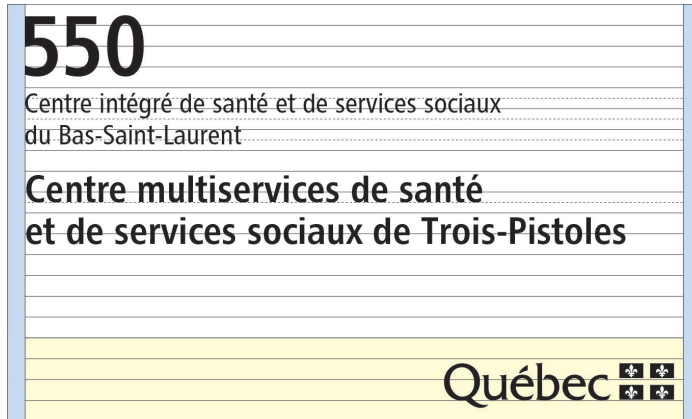 550
Centre intégré de santé et de services sociaux
du Bas-Saint-Laurent
Centre multiservices de santé
et de services sociaux de Trois-Pistoles
Québec